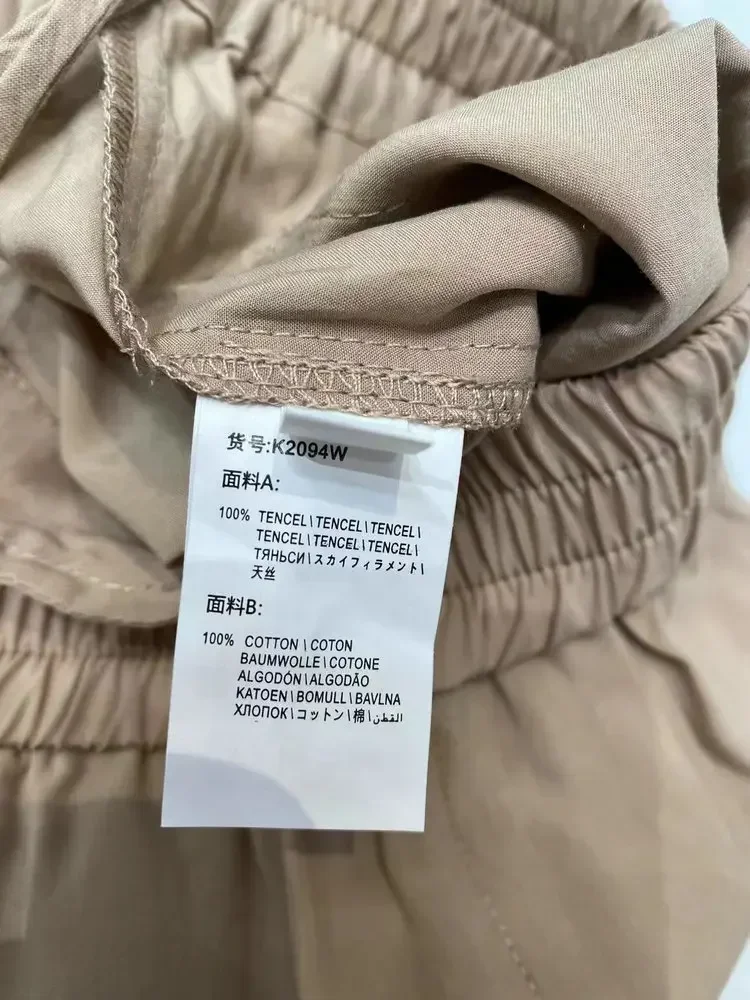 货号:K2094W
面料A:
100% TENCEL\TENCEL\TENCEL\
TENCEL\TENCEL\TENCEL\
ТЯНЬСИ\スカイフィラメント\
天丝
面料B:
100% COTTON\COTON
BAUMWOLLE\COTONE
ALGODÓN\ALGODÃO
KATOEN\BOMULL\BAVLNA
ХЛОПОК\コットン\棉\القطن